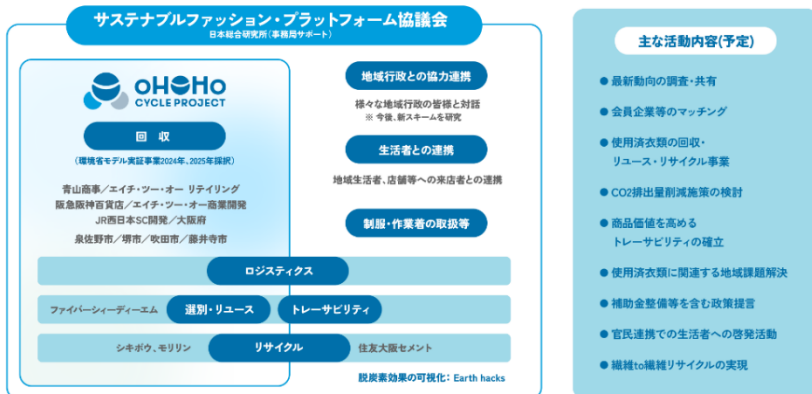 サステナブルファッション・プラットフォーム協議会
日本総合研究所(事務局サポート)
OHOHO
CYCLE PROJECT
回 収
(環境省モデル実証事業2024年、2025年採択)
青山商事/エイチ・ツー・オー リテイリング
阪急阪神百貨店/エイチ・ツー・オー商業開発
JR西日本SC開発/大阪府
泉佐野市/堺市/吹田市/藤井寺市
地域行政との協力連携
様々な地域行政の皆様と対話
※ 今後、新スキームを研究
生活者との連携
地域生活者、店舗等への来店者との連携
制服・作業着の取扱等
ロジスティクス
ファイバーシィーディーエム
選別・リユース
トレーサビリティ
シキボウ、モリリン
リサイクル
住友大阪セメント
脱炭素効果の可視化: Earth hacks
主な活動内容(予定)
● 最新動向の調査・共有
● 会員企業等のマッチング
● 使用済衣類の回収・
リユース・リサイクル事業
● CO2排出量削減施策の検討
● 商品価値を高める
トレーサビリティの確立
● 使用済衣類に関連する地域課題解決
● 補助金整備等を含む政策提言
● 官民連携での生活者への啓発活動
● 繊維to繊維リサイクルの実現